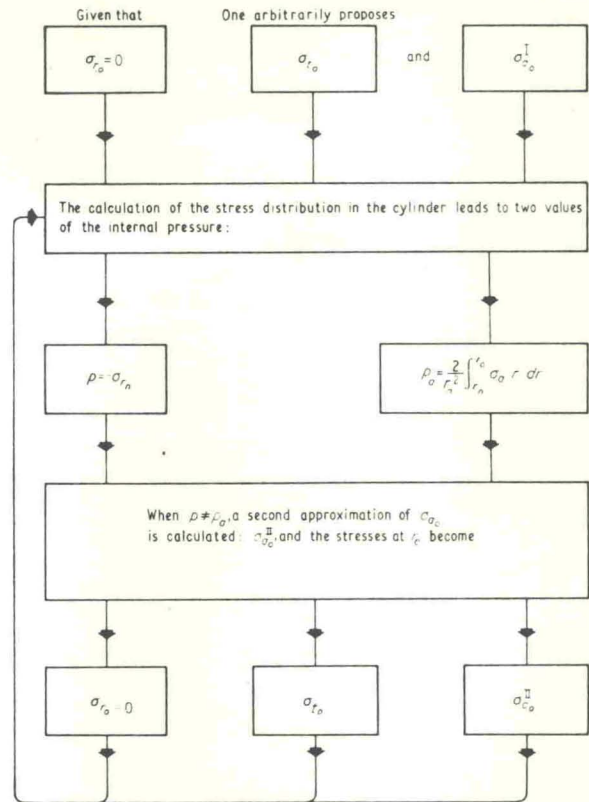 Given that One arbitrarily proposes
σ_{r_o} = 0 σ_{t_o} and σ_{a_o}^I
The calculation of the stress distribution in the cylinder leads to two values
of the internal pressure:
p = -σ_{r_n} p_a = \frac{2}{r_n^2} ∫_{r_n}^{r_o} σ_a r dr
When p ≠ p_a, a second approximation of σ_{a_o}
is calculated: σ_{a_o}^{II}, and the stresses at r_o become
σ_{r_o} = 0 σ_{t_o} σ_{a_o}^{II}